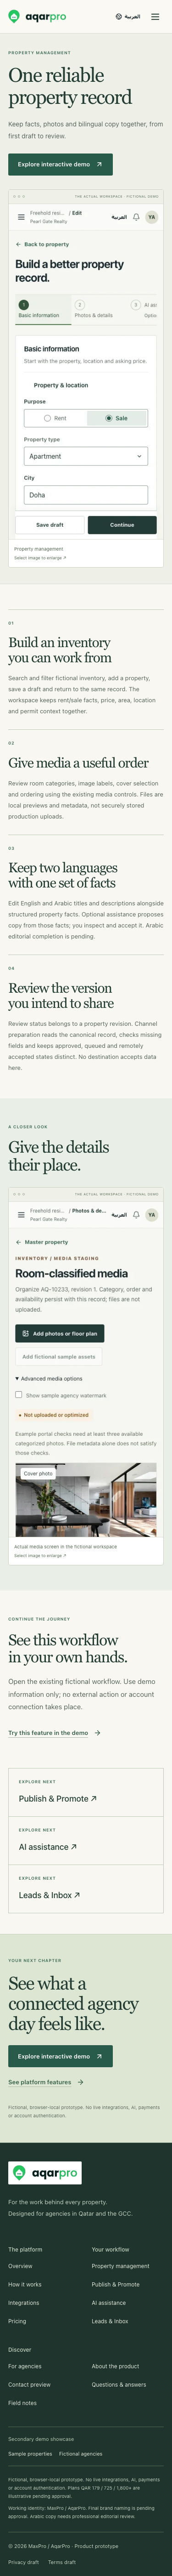 aqarpro
العربية
PROPERTY MANAGEMENT
One reliable
property record
Keep facts, photos and bilingual copy together, from
first draft to review.
Explore interactive demo ↗
THE ACTUAL WORKSPACE · FICTIONAL DEMO
Freehold resi... / Edit
Pearl Gate Realty
العربية
YA
← Back to property
Build a better property
record.
1
2
3 AI as
Basic information
Photos & details
Optio
Basic information
Start with the property, location and asking price.
Property & location
Purpose
Rent
Sale
Property type
Apartment
City
Doha
Save draft
Continue
Property management
Select image to enlarge ↗
01
Build an inventory
you can work from
Search and filter fictional inventory, add a property,
save a draft and return to the same record. The
workspace keeps rent/sale facts, price, area, location
and permit context together.
02
Give media a useful order
Review room categories, image labels, cover selection
and ordering using the existing media controls. Files are
local previews and metadata, not securely stored
production uploads.
03
Keep two languages
with one set of facts
Edit English and Arabic titles and descriptions alongside
structured property facts. Optional assistance proposes
copy from those facts; you inspect and accept it. Arabic
editorial completion is pending.
04
Review the version
you intend to share
Review status belongs to a property revision. Channel
preparation reads the canonical record, checks missing
fields and keeps approved, queued and remotely
accepted states distinct. No destination accepts data
here.
A CLOSER LOOK
Give the details
their place.
THE ACTUAL WORKSPACE · FICTIONAL DEMO
Freehold resi... / Photos & de...
Pearl Gate Realty
العربية
YA
← Master property
INVENTORY / MEDIA STAGING
Room-classified media
Organize AQ-10233, revision 1. Category, order and
availability persist with this record; files are not
uploaded.
Add photos or floor plan
Add fictional sample assets
▼ Advanced media options
Show sample agency watermark
Not uploaded or optimized
Example portal checks need at least three available
categorized photos. File metadata alone does not satisfy
those checks.
Cover photo
Actual media screen in the fictional workspace
Select image to enlarge ↗
CONTINUE THE JOURNEY
See this workflow
in your own hands.
Open the existing fictional workflow. Use demo
information only; no external action or account
connection takes place.
Try this feature in the demo →
EXPLORE NEXT
Publish & Promote ↗
EXPLORE NEXT
AI assistance ↗
EXPLORE NEXT
Leads & Inbox ↗
YOUR NEXT CHAPTER
See what a
connected agency
day feels like.
Explore interactive demo ↗
See platform features →
Fictional, browser-local prototype. No live integrations, AI, payments
or account authentication.
aqarpro
For the work behind every property.
Designed for agencies in Qatar and the GCC.
The platform
Your workflow
Overview
Property management
How it works
Publish & Promote
Integrations
AI assistance
Pricing
Leads & Inbox
Discover
For agencies
About the product
Contact preview
Questions & answers
Field notes
Secondary demo showcase
Sample properties
Fictional agencies
Fictional, browser-local prototype. No live integrations, AI, payments
or account authentication. Plans QAR 179 / 725 / 1,800+ are
illustrative pending approval.
Working identity: MaxPro / AqarPro. Final brand naming is pending
approval. Arabic copy needs professional editorial review.
© 2026 MaxPro / AqarPro · Product prototype
Privacy draft
Terms draft